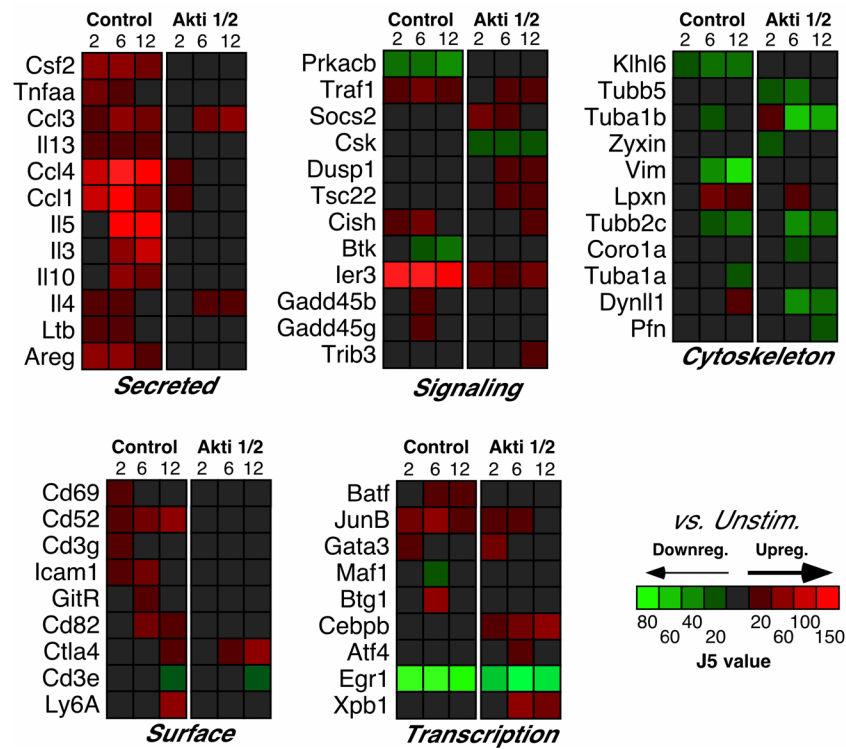 Control Akti 1/2
2 6 12 2 6 12
Csf2
Tnfaa
Ccl3
Il13
Ccl4
Ccl1
Il5
Il3
Il10
Il4
Ltb
Areg
Secreted
Control Akti 1/2
2 6 12 2 6 12
Prkacb
Traf1
Socs2
Csk
Dusp1
Tsc22
Cish
Btk
Ier3
Gadd45b
Gadd45g
Trib3
Signaling
Control Akti 1/2
2 6 12 2 6 12
Klhl6
Tubb5
Tuba1b
Zyxin
Vim
Lpxn
Tubb2c
Coro1a
Tuba1a
Dynll1
Pfn
Cytoskeleton
Control Akti 1/2
2 6 12 2 6 12
Cd69
Cd52
Cd3g
Icam1
GitR
Cd82
Ctla4
Cd3e
Ly6A
Surface
Control Akti 1/2
2 6 12 2 6 12
Batf
JunB
Gata3
Maf1
Btg1
Cebpb
Atf4
Egr1
Xpb1
Transcription
vs. Unstim.
Downreg. Upreg.
80 40 20 100
60 20 60 150
J5 value